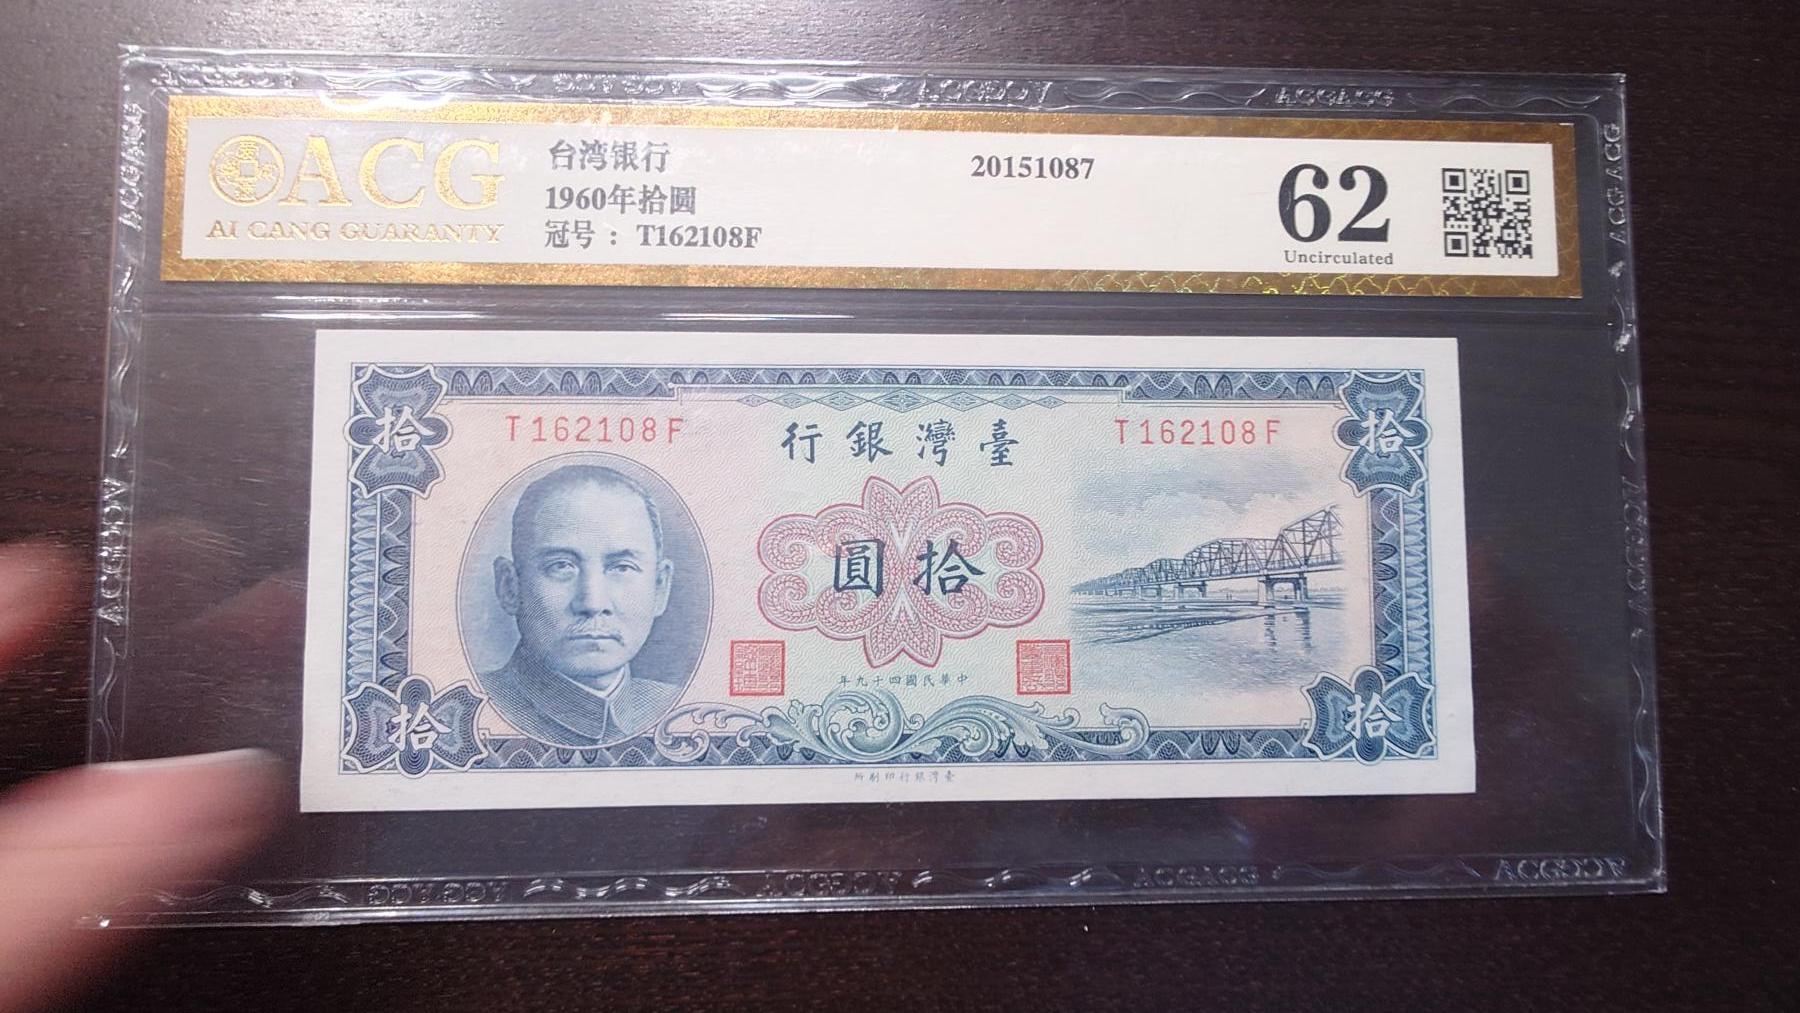 ACG
AI CANG GUARANTY
台湾银行
1960年拾圆
冠号 : T162108F
20151087
62
Uncirculated
拾
拾
T162108F
行銀灣臺
T162108F
圓拾
年九十四國民華中
拾
拾
所刷印行銀灣臺
ACGACG